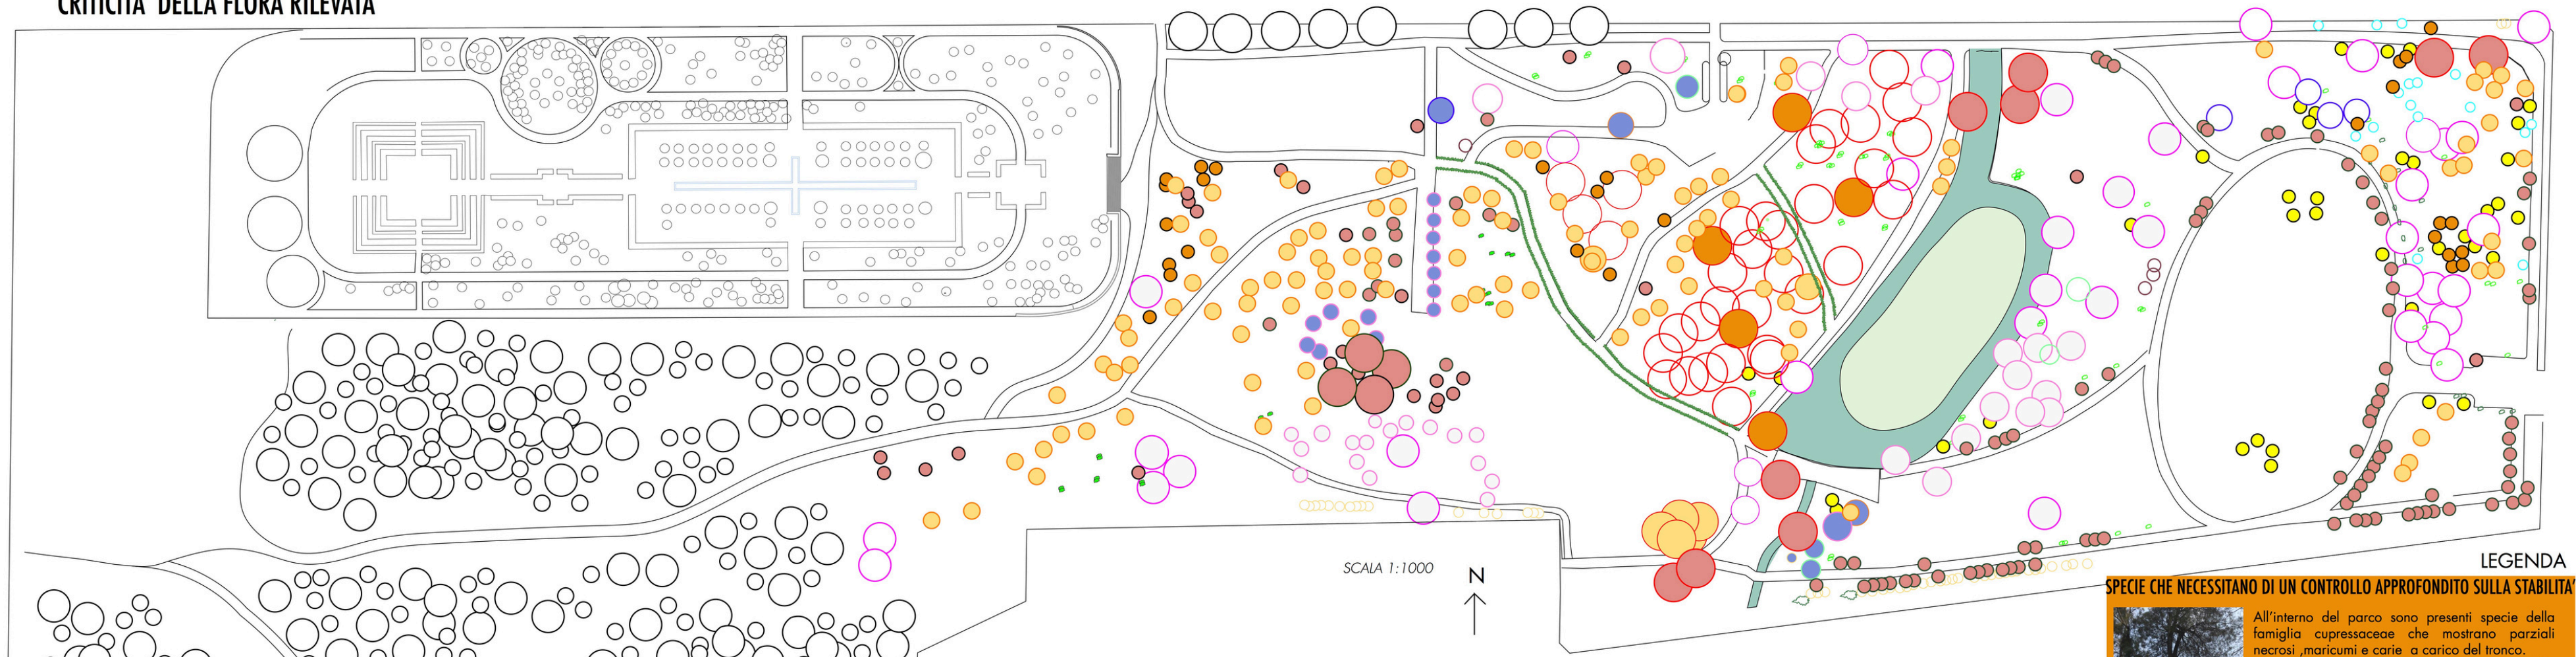 CRITICITA' DELLA FLORA RILEVATA
SCALA 1:1000
N
LEGENDA
SPECIE CHE NECESSITANO DI UN CONTROLLO APPROFONDITO SULLA STABILITA'
All'interno del parco sono presenti specie della
famiglia cupressaceae che mostrano parziali
necrosi ,maricumi e carie a carico del tronco.